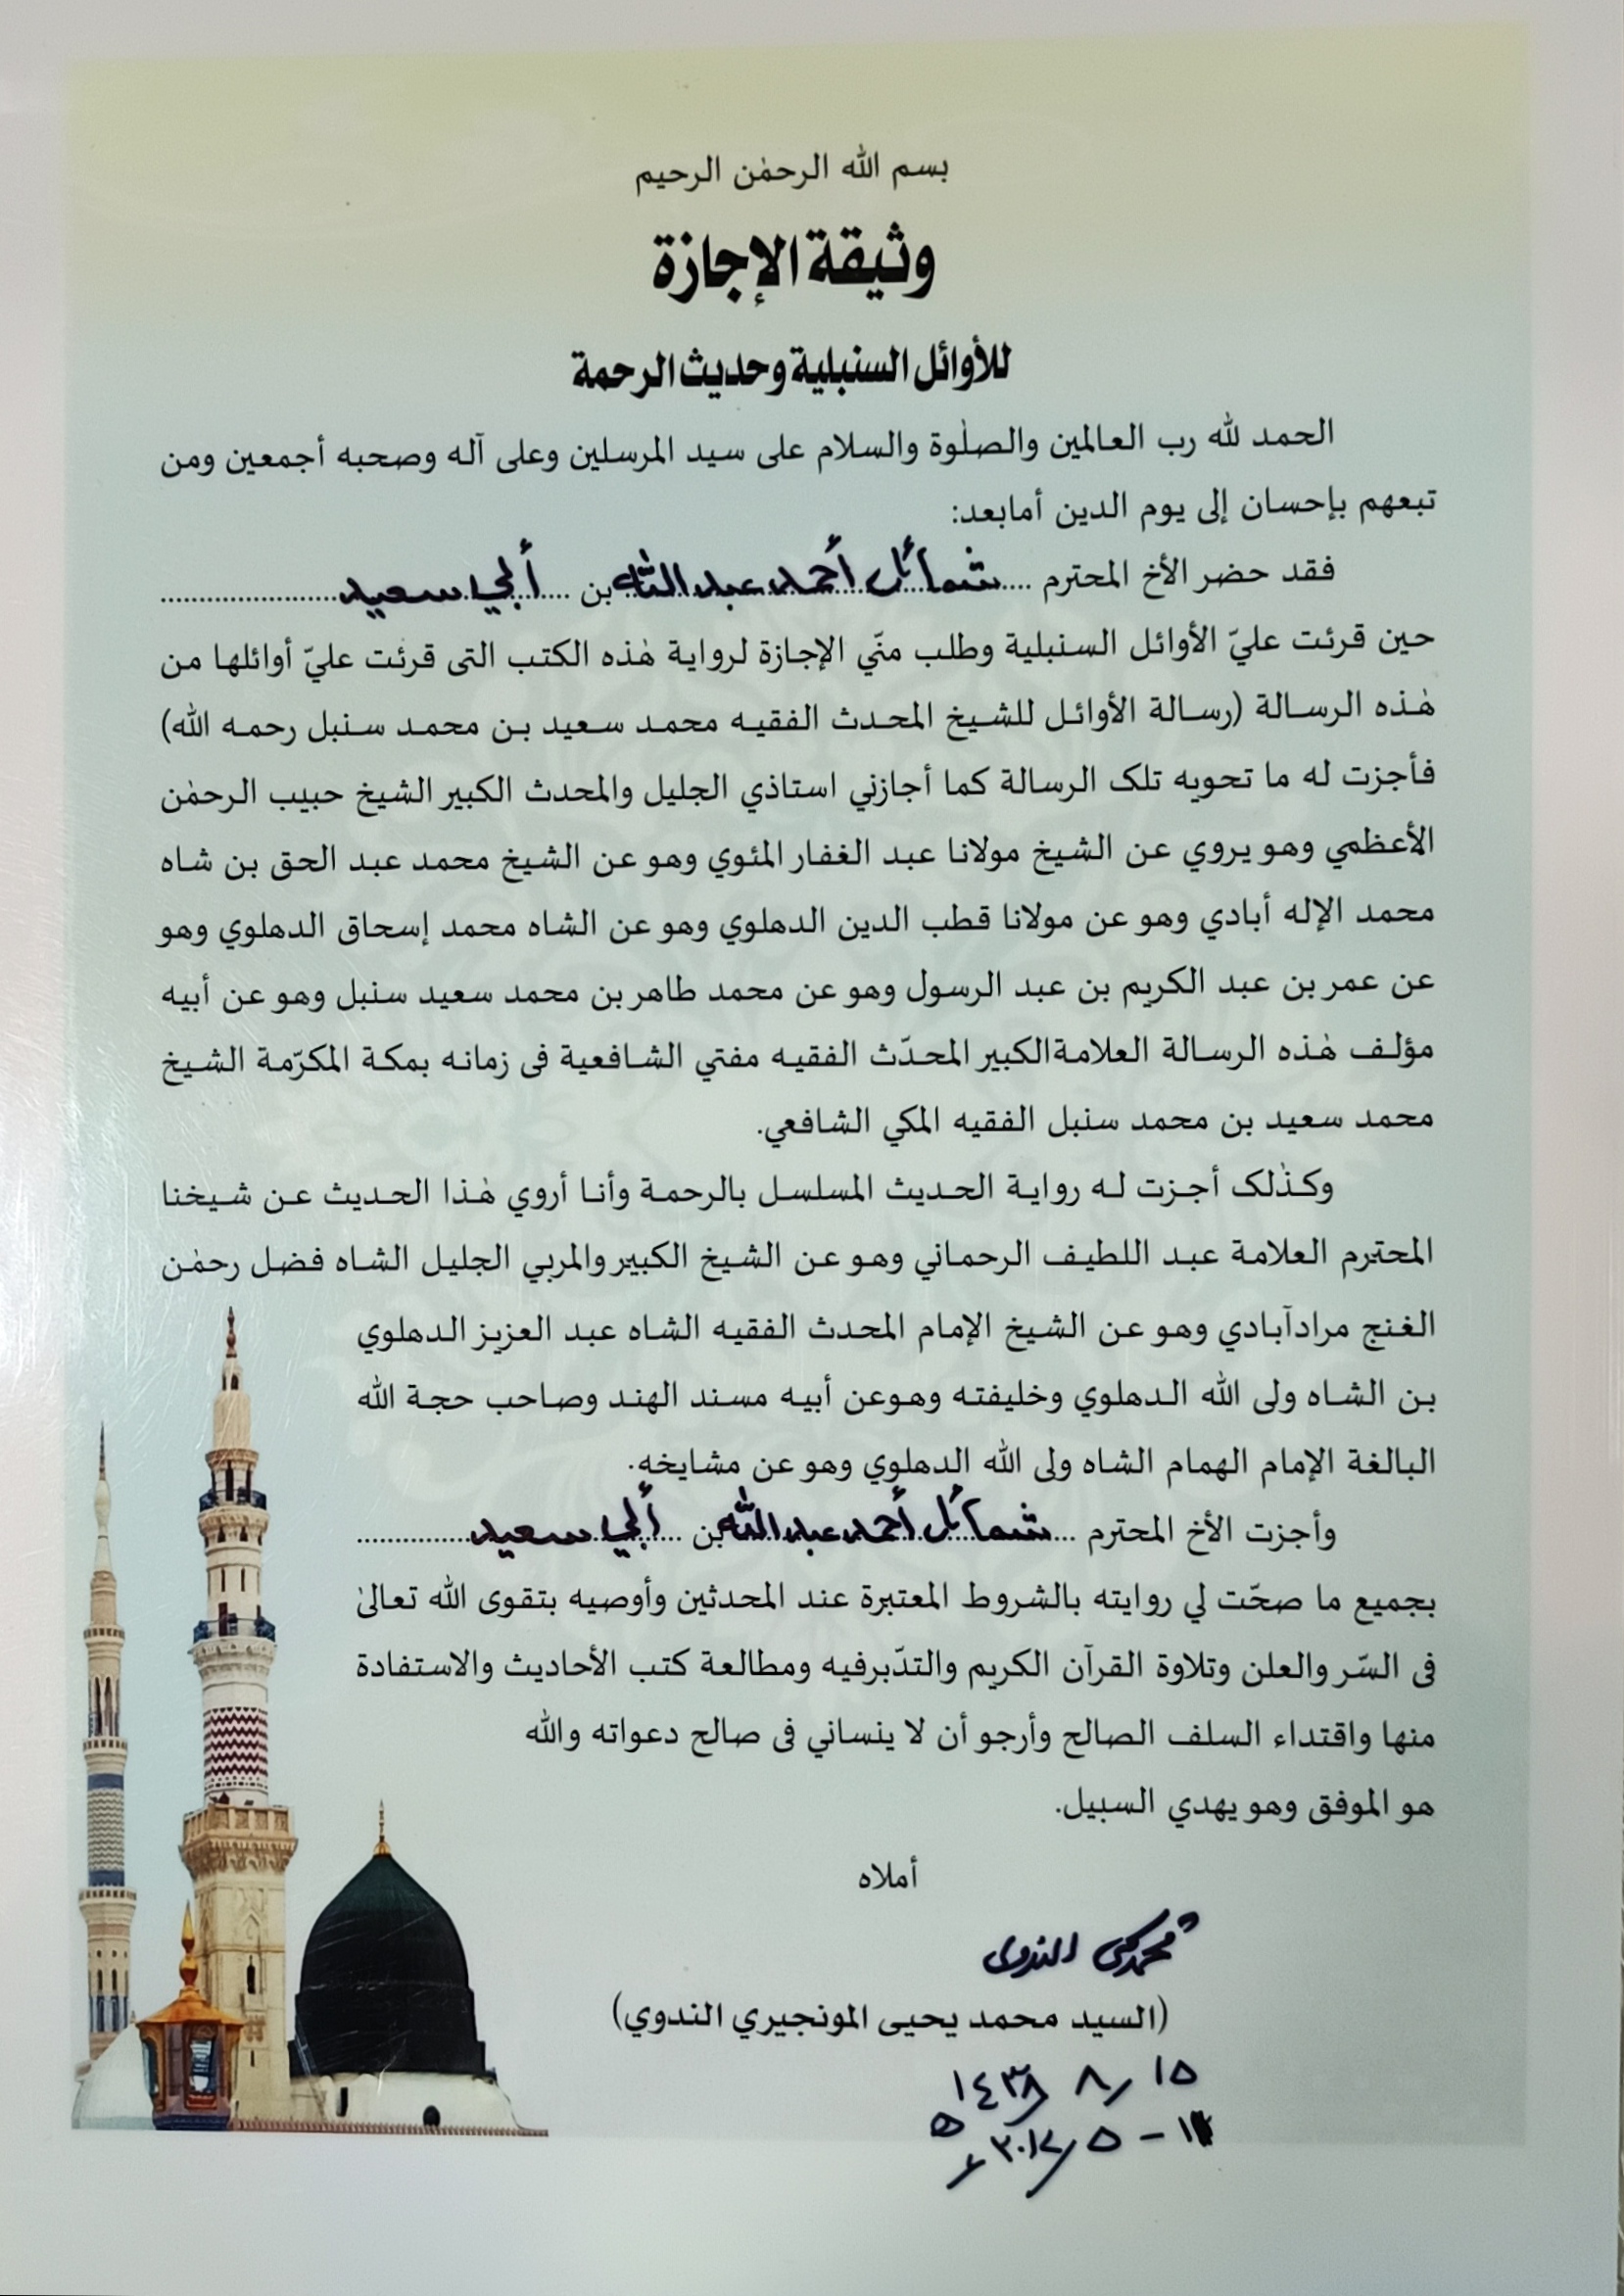 بسم الله الرحمٰن الرحيم
وثيقة الإجازة
للأوائل السنبلية وحديث الرحمة
الحمد لله رب العالمين والصلٰوة والسلام على سيد المرسلين وعلى آله وصحبه أجمعين ومن
تبعهم بإحسان إلى يوم الدين أمابعد:
فقد حضر الأخ المحترم ....شمائل أحمد عبد الله.... بن .... أبي سعيد ....
حين قرئت عليّ الأوائل السنبلية وطلب منّي الإجازة لرواية هٰذه الكتب التى قرئت عليّ أوائلها من
هٰذه الرسالة (رسالة الأوائل للشيخ المحدث الفقيه محمد سعيد بن محمد سنبل رحمه الله)
فأجزت له ما تحويه تلک الرسالة كما أجازني استاذي الجليل والمحدث الكبير الشيخ حبيب الرحمٰن
الأعظمي وهو يروي عن الشيخ مولانا عبد الغفار المئوي وهو عن الشيخ محمد عبد الحق بن شاه
محمد الإله أبادي وهو عن مولانا قطب الدين الدهلوي وهو عن الشاه محمد إسحاق الدهلوي وهو
عن عمر بن عبد الكريم بن عبد الرسول وهو عن محمد طاهر بن محمد سعيد سنبل وهو عن أبيه
مؤلف هٰذه الرسالة العلامةالكبير المحدّث الفقيه مفتي الشافعية فى زمانه بمكة المكرّمة الشيخ
محمد سعيد بن محمد سنبل الفقيه المكي الشافعي.
وكذٰلک أجزت له رواية الحديث المسلسل بالرحمة وأنا أروي هٰذا الحديث عن شيخنا
المحترم العلامة عبد اللطيف الرحماني وهو عن الشيخ الكبير والمربي الجليل الشاه فضل رحمٰن
الغنج مرادآبادي وهو عن الشيخ الإمام المحدث الفقيه الشاه عبد العزيز الدهلوي
بن الشاه ولى الله الدهلوي وخليفته وهوعن أبيه مسند الهند وصاحب حجة الله
البالغة الإمام الهمام الشاه ولى الله الدهلوي وهو عن مشايخه.
وأجزت الأخ المحترم ....شمائل أحمد عبد الله.... بن .... أبي سعيد ....
بجميع ما صحّت لي روايته بالشروط المعتبرة عند المحدثين وأوصيه بتقوى الله تعالىٰ
فى السّر والعلن وتلاوة القرآن الكريم والتدّبرفيه ومطالعة كتب الأحاديث والاستفادة
منها واقتداء السلف الصالح وأرجو أن لا ينساني فى صالح دعواته والله
هو الموفق وهو يهدي السبيل.
أملاه
محمد يحيى الندوى
(السيد محمد يحيى المونجيري الندوي)
١٥ / ٨ / ١٤٣٨ ه
٥ / ٢٠١٧ء